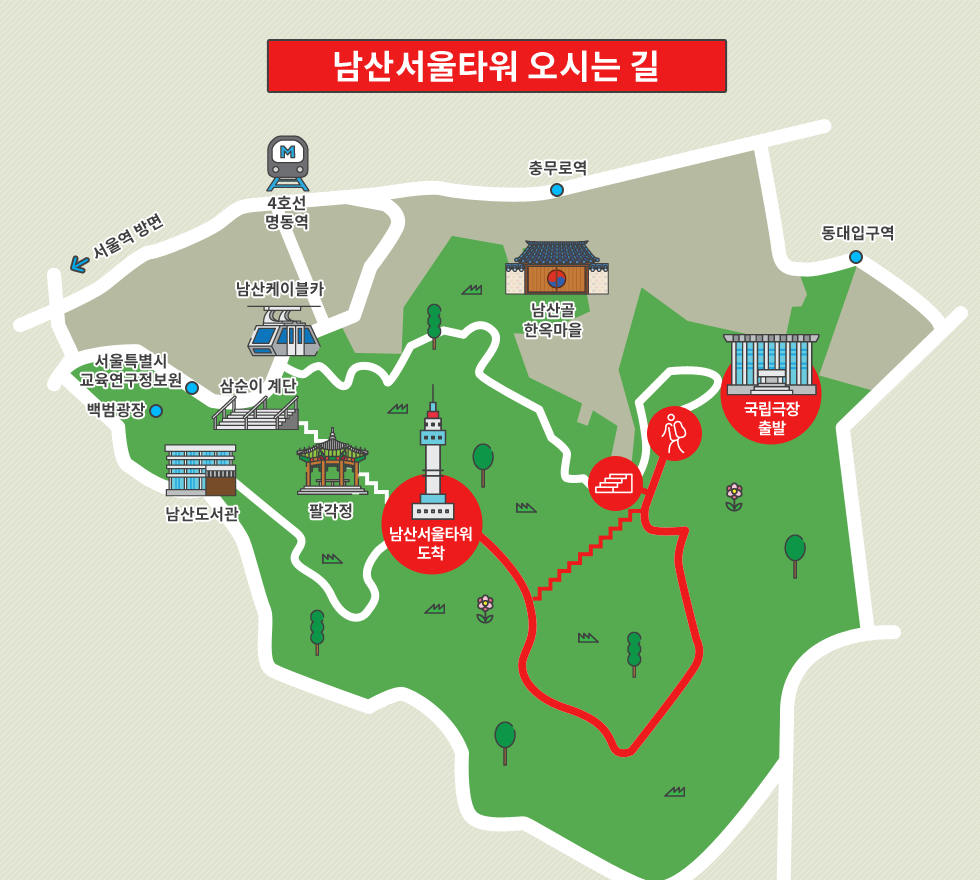 남산서울타워 오시는 길
M
4호선
명동역
충무로역
서울역 방면
동대입구역
남산케이블카
남산골
한옥마을
서울특별시
교육연구정보원
삼순이 계단
백범광장
국립극장
출발
남산도서관
팔각정
남산서울타워
도착